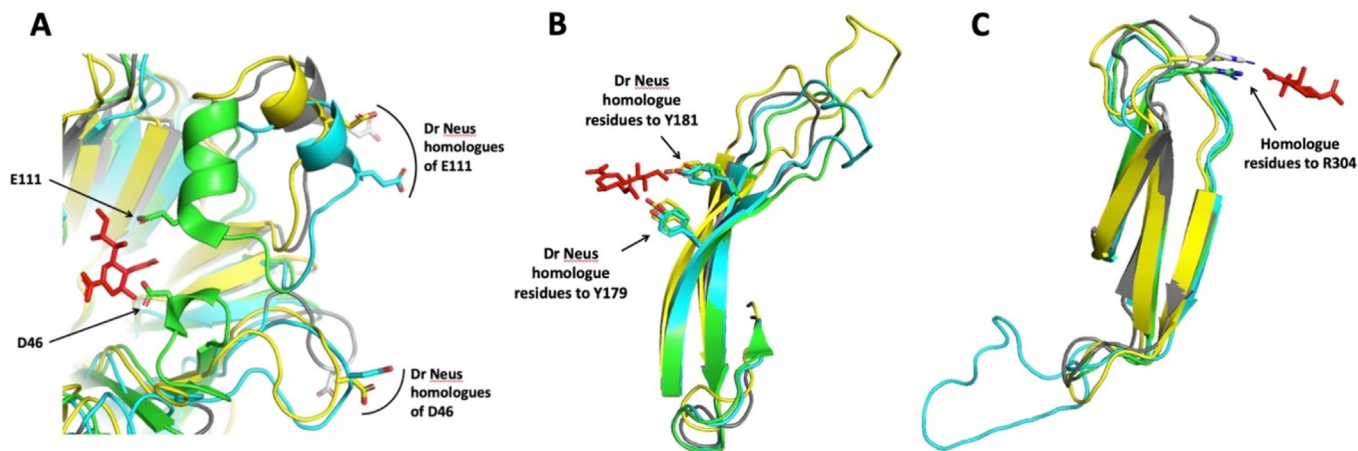 A
E111
D46
Dr Neus
homologues
of E111
Dr Neus
homologues
of D46
B
Dr Neus
homologue
residues to Y181
Dr Neus
homologue
residues to Y179
C
Homologue
residues to R304